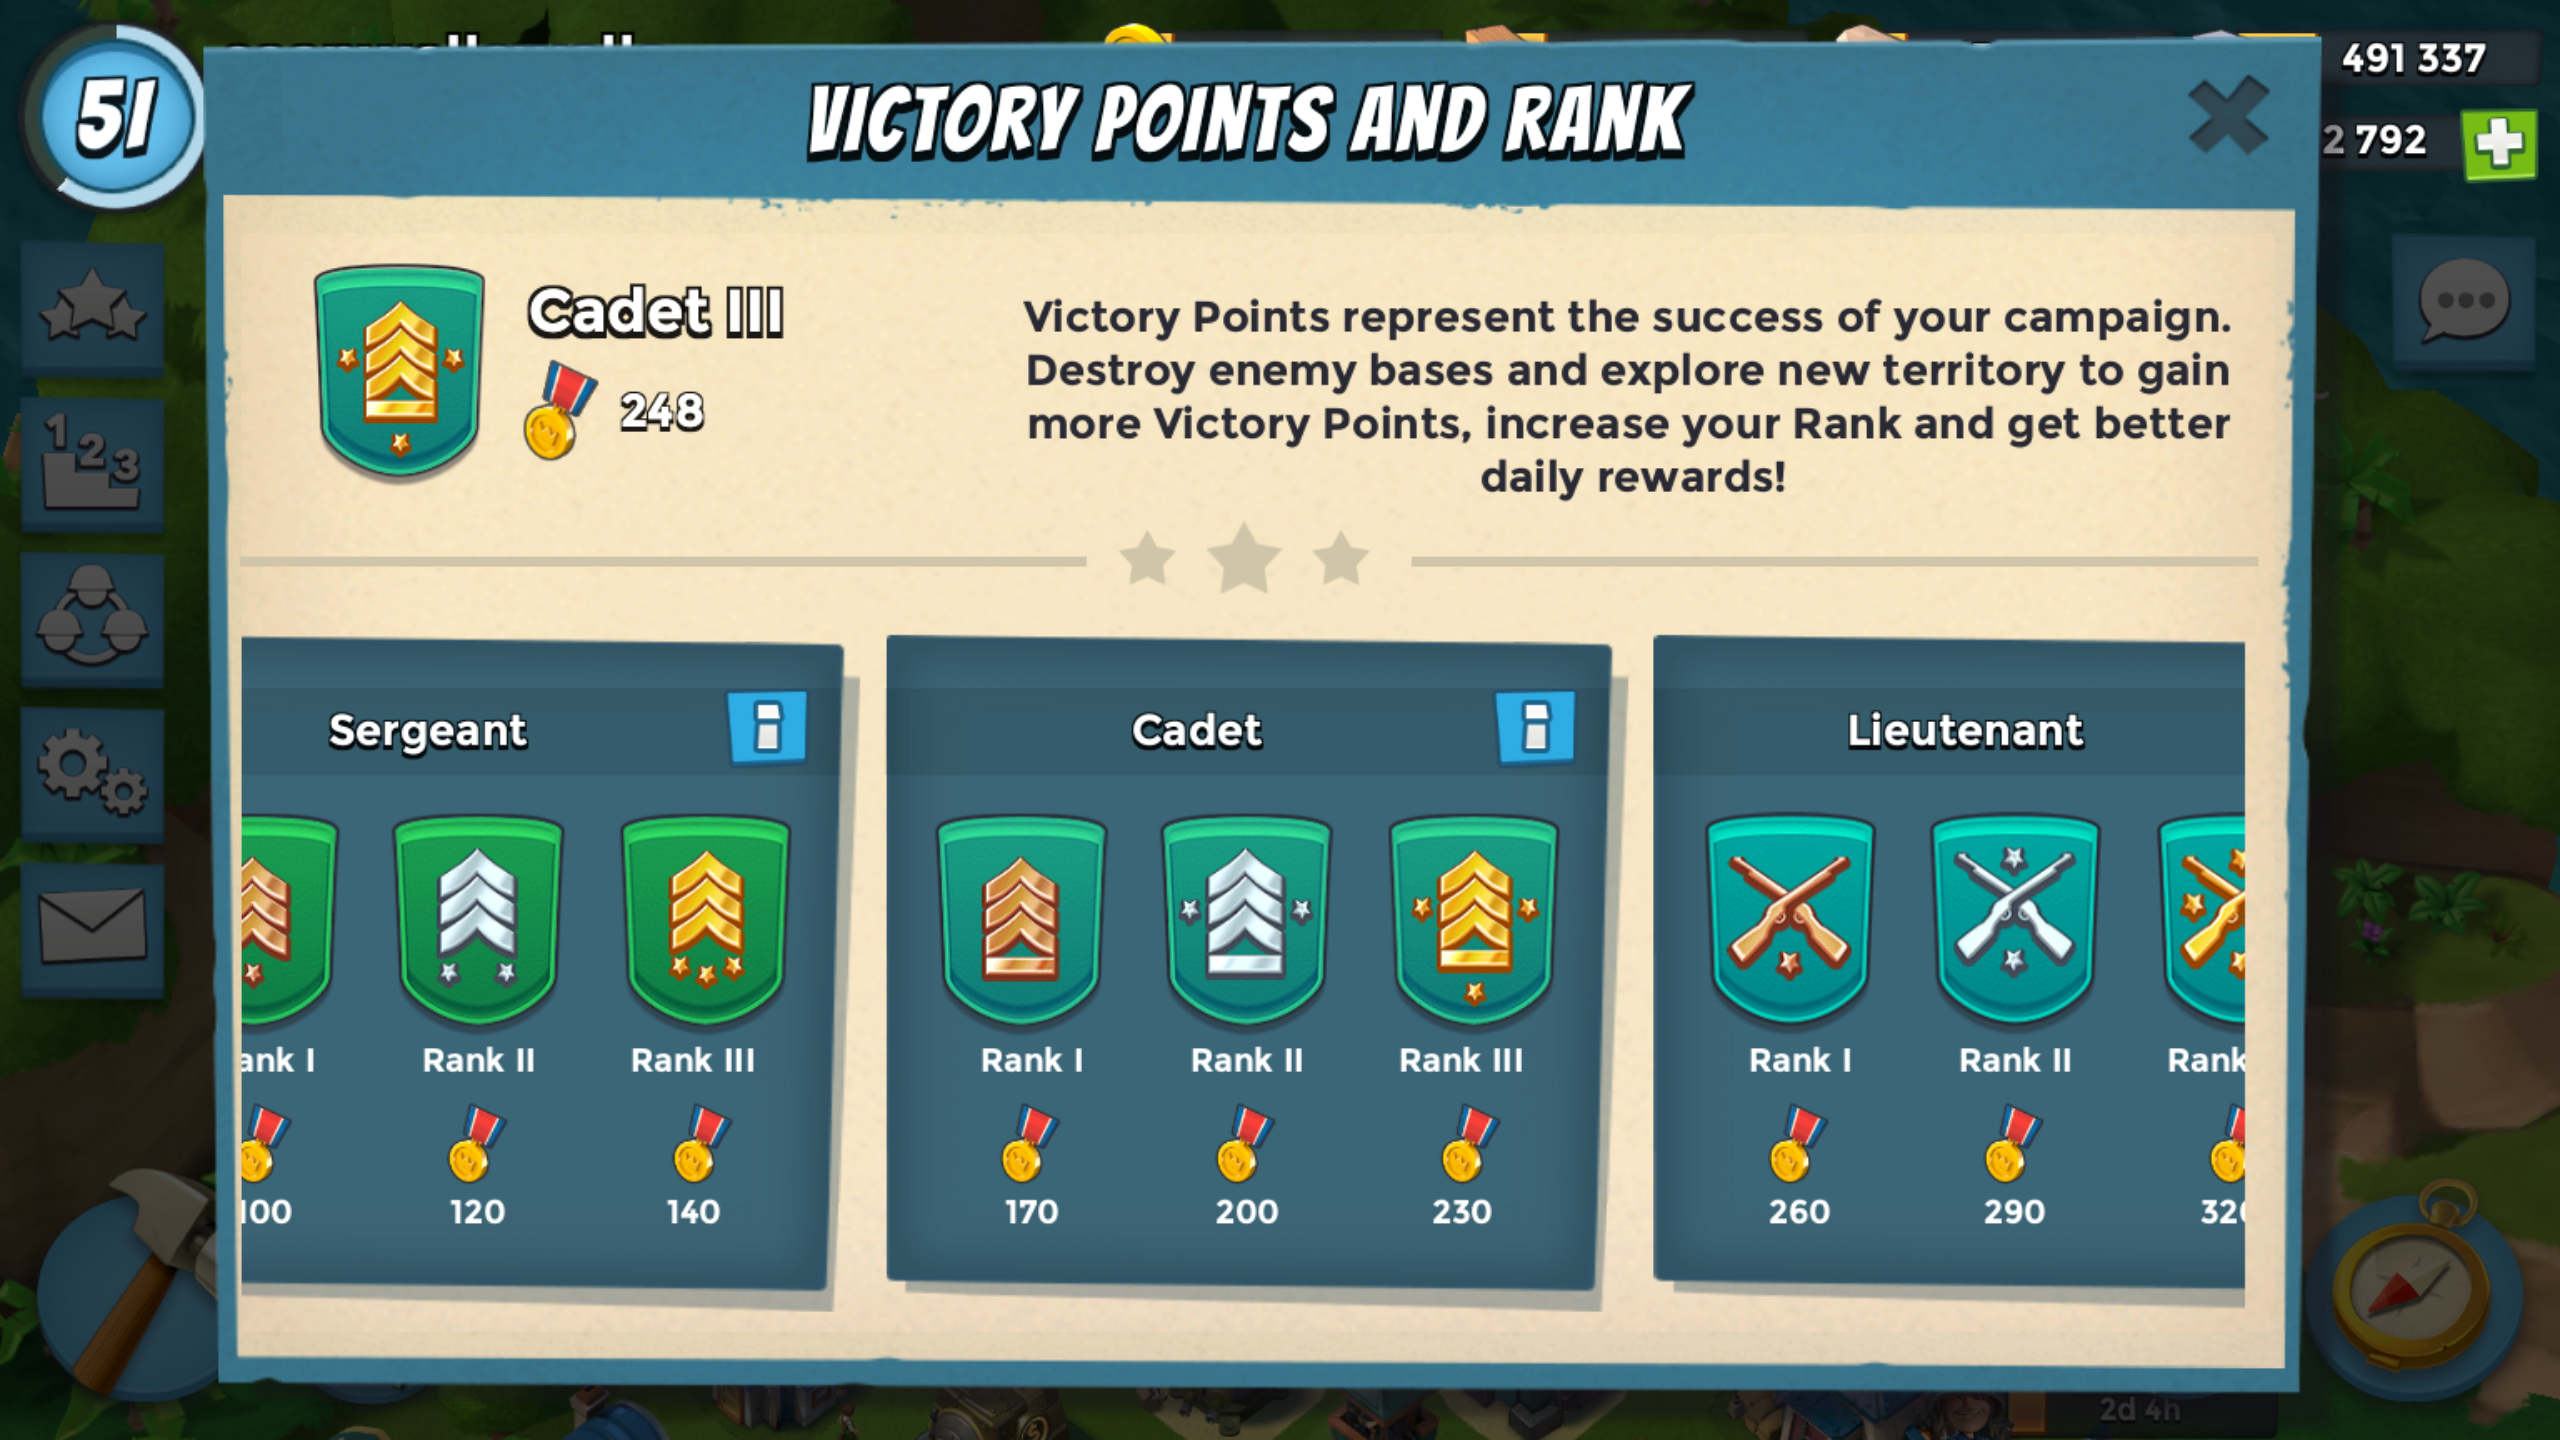 51
491 337
2 792
VICTORY POINTS AND RANK
Cadet III
248
Victory Points represent the success of your campaign.
Destroy enemy bases and explore new territory to gain
more Victory Points, increase your Rank and get better
daily rewards!
1 2 3
Sergeant
i
Cadet
i
Lieutenant
ank I
Rank II
Rank III
Rank I
Rank II
Rank III
Rank I
Rank II
Rank
100
120
140
170
200
230
260
290
320
2d 4h